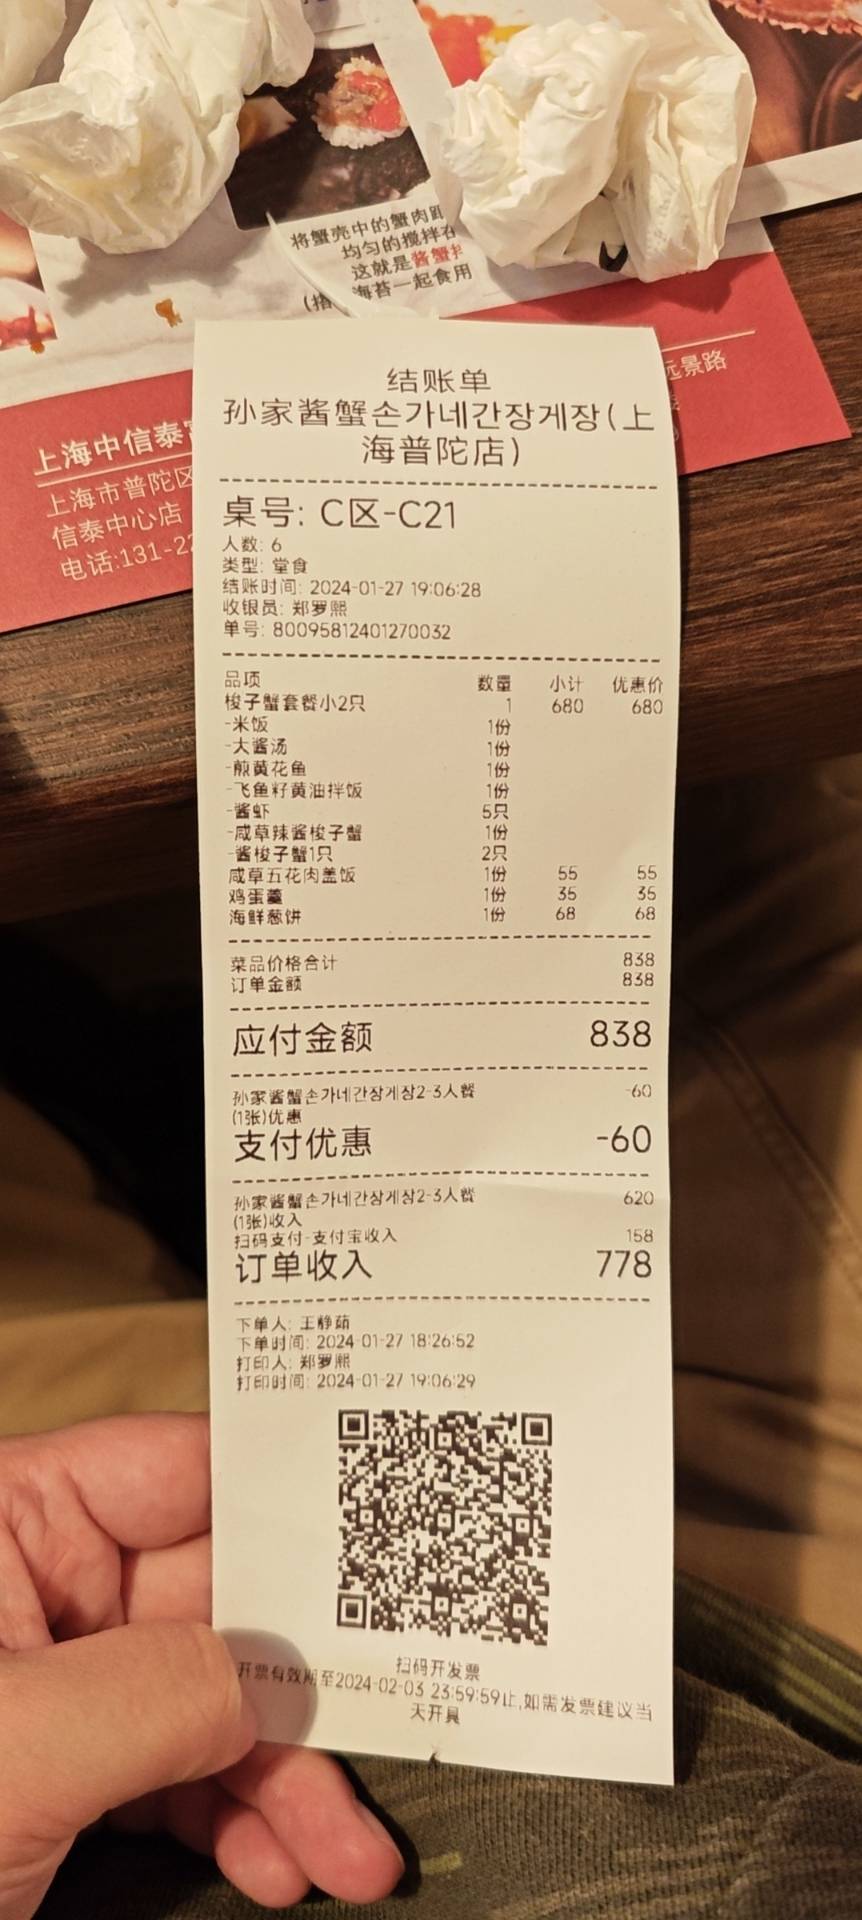 将蟹壳中的蟹肉
均匀的搅拌在
这就是酱蟹
海苔一起食用
远景路
上海中信泰
上海市普陀区
信泰中心店
电话:131-22
结账单
孙家酱蟹손가네간장게장(上
海普陀店)
桌号: C区-C21
人数: 6
类型: 堂食
结账时间: 2024-01-27 19:06:28
收银员: 郑罗熙
单号: 80095812401270032
品项 数量 小计 优惠价
梭子蟹套餐小2只 1 680 680
-米饭 1份
-大酱汤 1份
-煎黄花鱼 1份
-飞鱼籽黄油拌饭 1份
-酱虾 5只
-咸草辣酱梭子蟹 1份
-酱梭子蟹1只 2只
咸草五花肉盖饭 1份 55 55
鸡蛋羹 1份 35 35
海鲜葱饼 1份 68 68
菜品价格合计 838
订单金额 838
应付金额 838
孙家酱蟹손가네간장게장2-3人餐 -60
(1张)优惠
支付优惠 -60
孙家酱蟹손가네간장게장2-3人餐 620
(1张)收入
扫码支付-支付宝收入 158
订单收入 778
下单人: 王静茹
下单时间: 2024-01-27 18:26:52
打印人: 郑罗熙
打印时间: 2024-01-27 19:06:29
扫码开发票
开票有效期至2024-02-03 23:59:59止,如需发票建议当
天开具